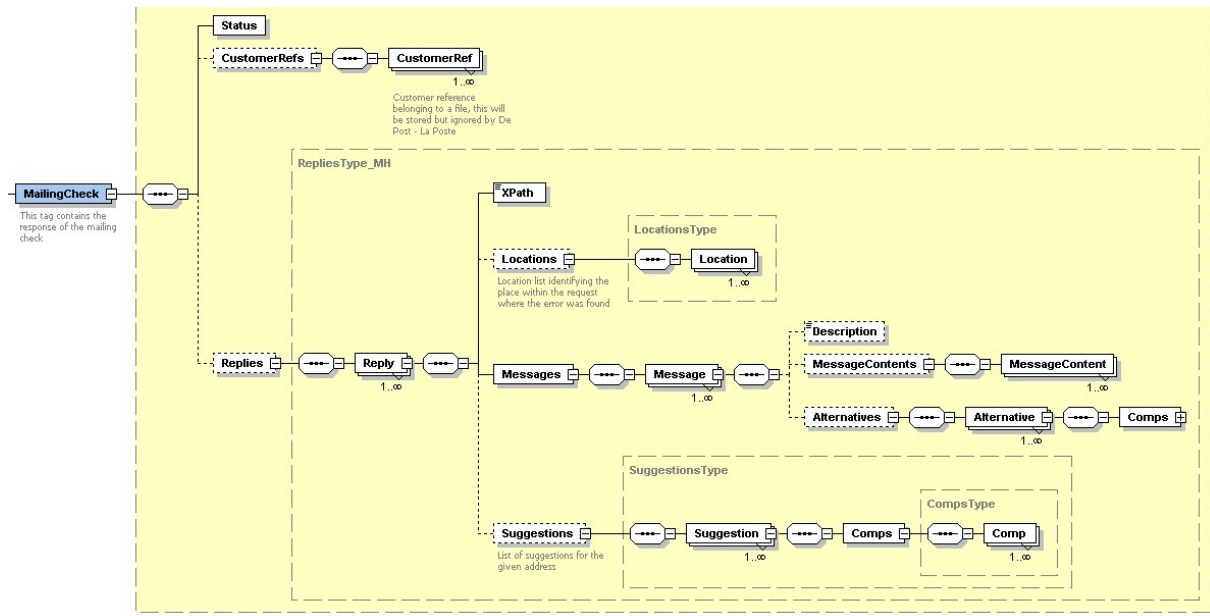 Status
CustomerRefs
CustomerRef
1..∞
Customer reference
belonging to a file, this will
be stored but ignored by De
Post - La Poste
RepliesType_MH
MailingCheck
This tag contains the
response of the mailing
check
XPath
LocationsType
Locations
Location
1..∞
Location list identifying the
place within the request
where the error was found
Replies
Reply
1..∞
Messages
Message
1..∞
Description
MessageContents
MessageContent
1..∞
Alternatives
Alternative
1..∞
Comps
SuggestionsType
CompsType
Suggestions
Suggestion
1..∞
Comps
Comp
1..∞
List of suggestions for the
given address